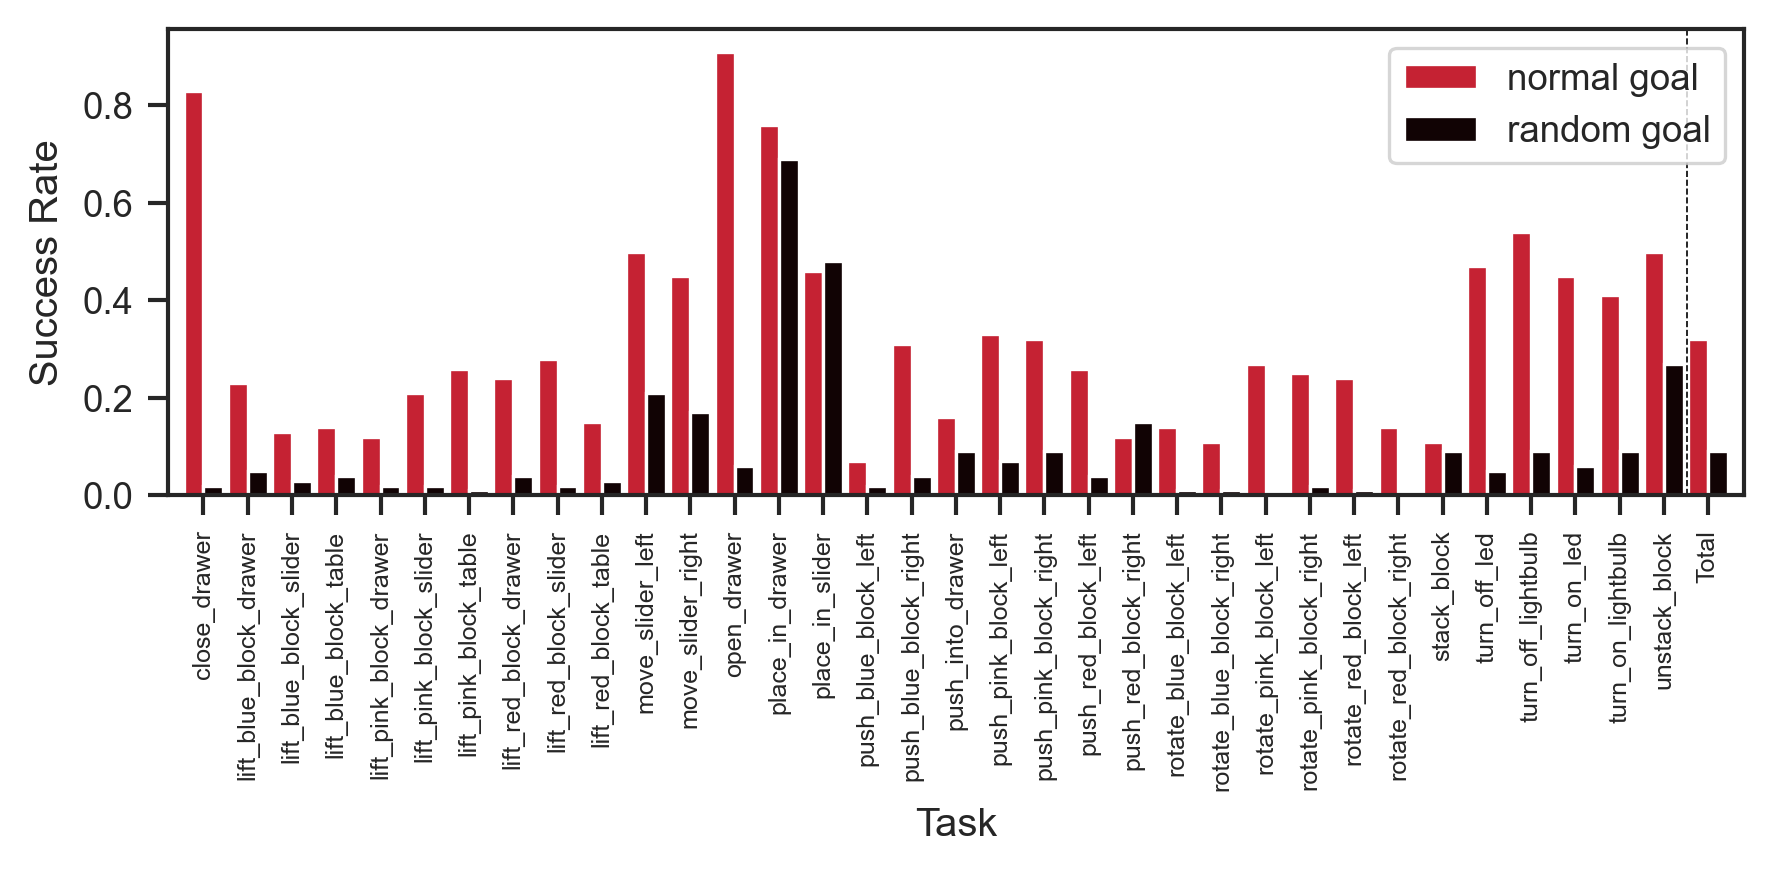 normal goal
random goal
Success Rate
0.8
0.6
0.4
0.2
0.0
close_drawer
lift_blue_block_drawer
lift_blue_block_slider
lift_blue_block_table
lift_pink_block_drawer
lift_pink_block_slider
lift_pink_block_table
lift_red_block_drawer
lift_red_block_slider
lift_red_block_table
move_slider_left
move_slider_right
open_drawer
place_in_drawer
place_in_slider
push_blue_block_left
push_blue_block_right
push_into_drawer
push_pink_block_left
push_pink_block_right
push_red_block_left
push_red_block_right
rotate_blue_block_left
rotate_blue_block_right
rotate_pink_block_left
rotate_pink_block_right
rotate_red_block_left
rotate_red_block_right
stack_block
turn_off_led
turn_off_lightbulb
turn_on_led
turn_on_lightbulb
unstack_block
Total
Task